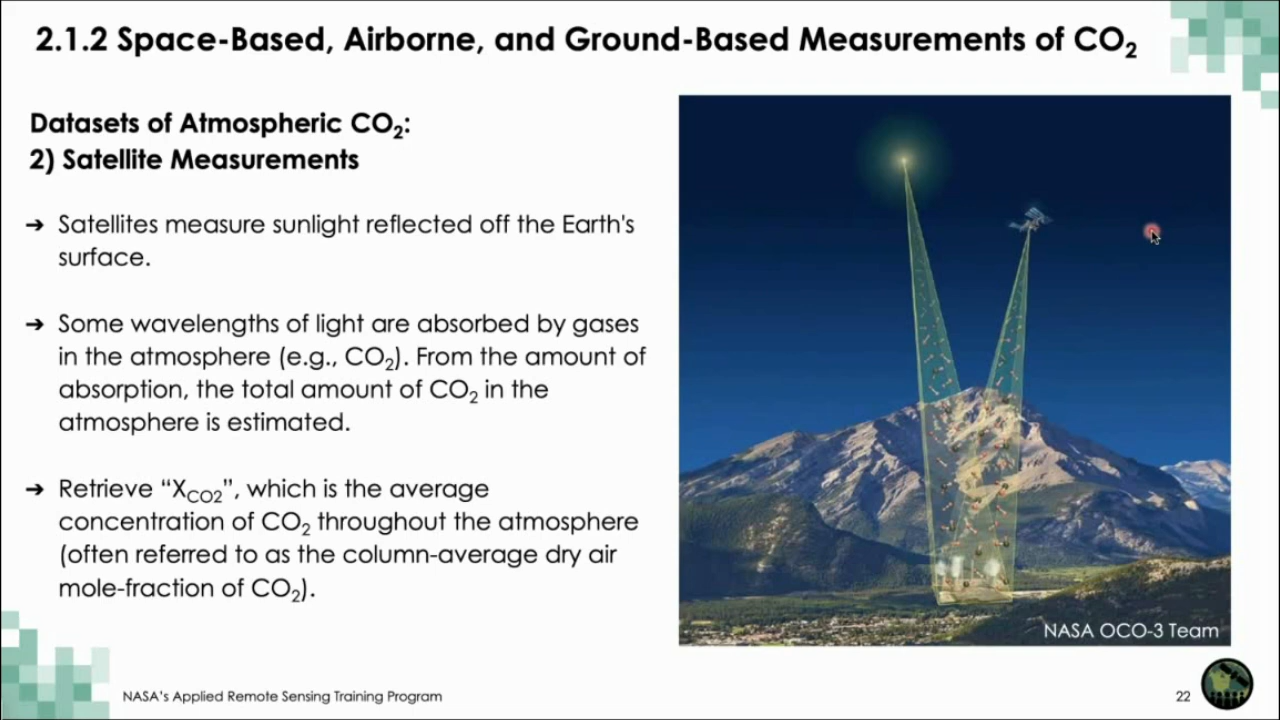 2.1.2 Space-Based, Airborne, and Ground-Based Measurements of CO₂
Datasets of Atmospheric CO₂:
2) Satellite Measurements
➔ Satellites measure sunlight reflected off the Earth's
surface.
➔ Some wavelengths of light are absorbed by gases
in the atmosphere (e.g., CO₂). From the amount of
absorption, the total amount of CO₂ in the
atmosphere is estimated.
➔ Retrieve “X_CO2”, which is the average
concentration of CO₂ throughout the atmosphere
(often referred to as the column-average dry air
mole-fraction of CO₂).
NASA OCO-3 Team
NASA's Applied Remote Sensing Training Program
22